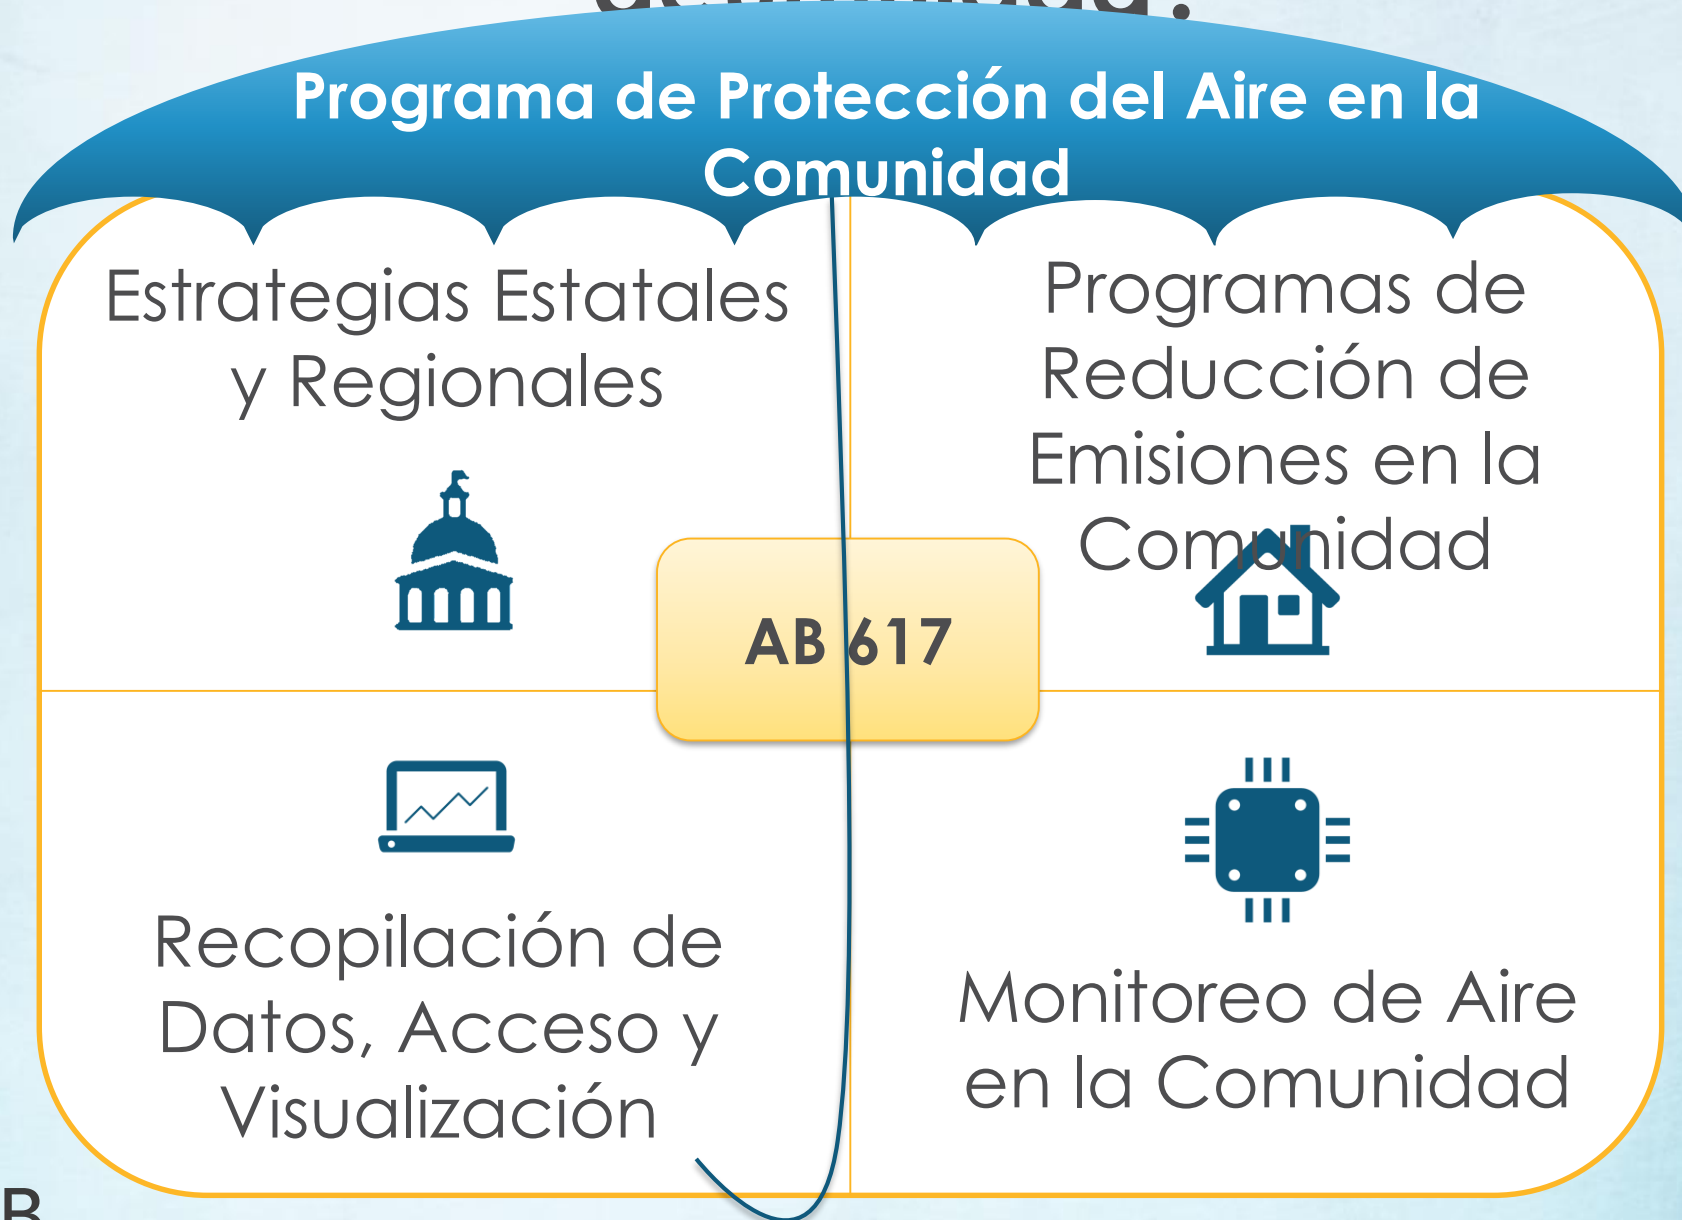 Programa de Protección del Aire en la
Comunidad
Estrategias Estatales
y Regionales
Programas de
Reducción de
Emisiones en la
Comunidad
AB 617
Recopilación de
Datos, Acceso y
Visualización
Monitoreo de Aire
en la Comunidad
B